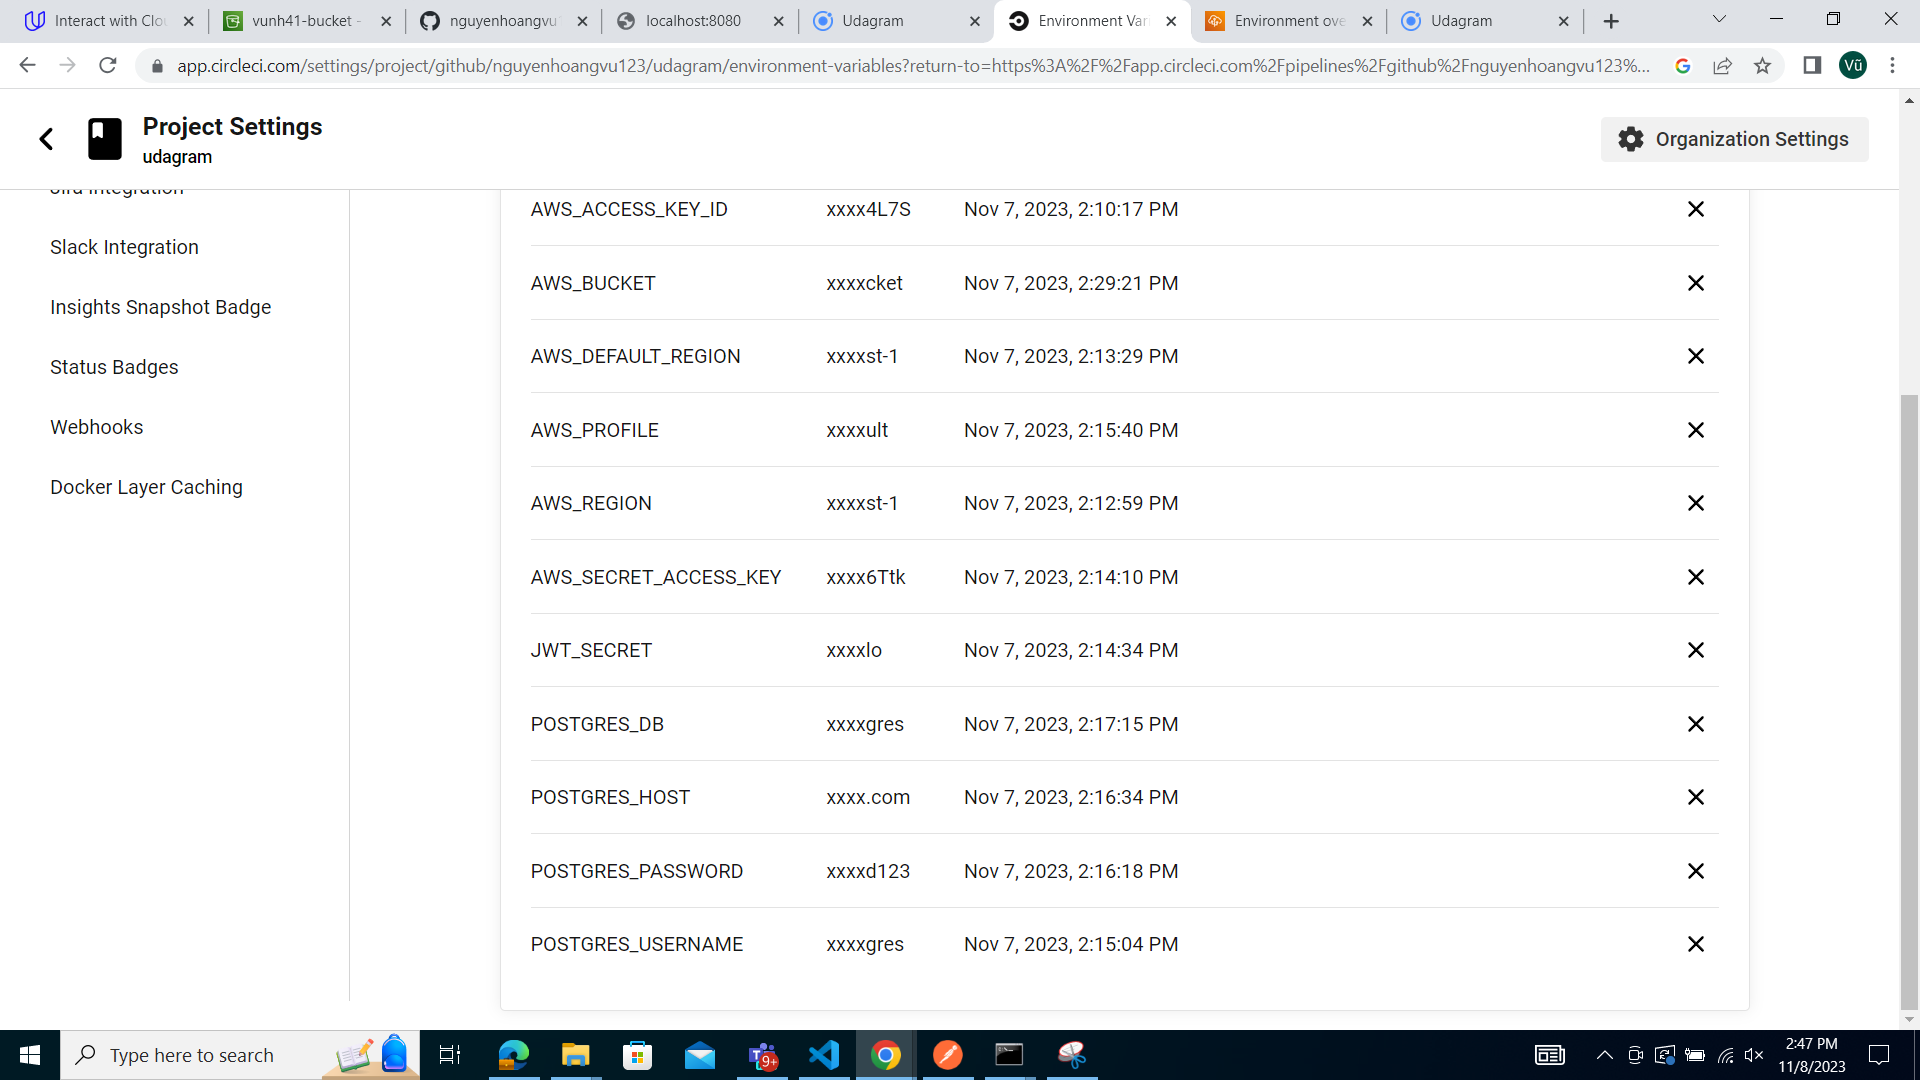 Interact with Clo
vunh41-bucket -
nguyenhoangvu
localhost:8080
Udagram
Environment Var
Environment ove
Udagram
app.circleci.com/settings/project/github/nguyenhoangvu123/udagram/environment-variables?return-to=https%3A%2F%2Fapp.circleci.com%2Fpipelines%2Fgithub%2Fnguyenhoangvu123%...
Vũ
Project Settings
udagram
Organization Settings
Jira Integration
Slack Integration
Insights Snapshot Badge
Status Badges
Webhooks
Docker Layer Caching
AWS_ACCESS_KEY_ID xxxx4L7S Nov 7, 2023, 2:10:17 PM
AWS_BUCKET xxxxcket Nov 7, 2023, 2:29:21 PM
AWS_DEFAULT_REGION xxxxst-1 Nov 7, 2023, 2:13:29 PM
AWS_PROFILE xxxxult Nov 7, 2023, 2:15:40 PM
AWS_REGION xxxxst-1 Nov 7, 2023, 2:12:59 PM
AWS_SECRET_ACCESS_KEY xxxx6Ttk Nov 7, 2023, 2:14:10 PM
JWT_SECRET xxxxlo Nov 7, 2023, 2:14:34 PM
POSTGRES_DB xxxxgres Nov 7, 2023, 2:17:15 PM
POSTGRES_HOST xxxx.com Nov 7, 2023, 2:16:34 PM
POSTGRES_PASSWORD xxxxd123 Nov 7, 2023, 2:16:18 PM
POSTGRES_USERNAME xxxxgres Nov 7, 2023, 2:15:04 PM
Type here to search
9+
2:47 PM
11/8/2023